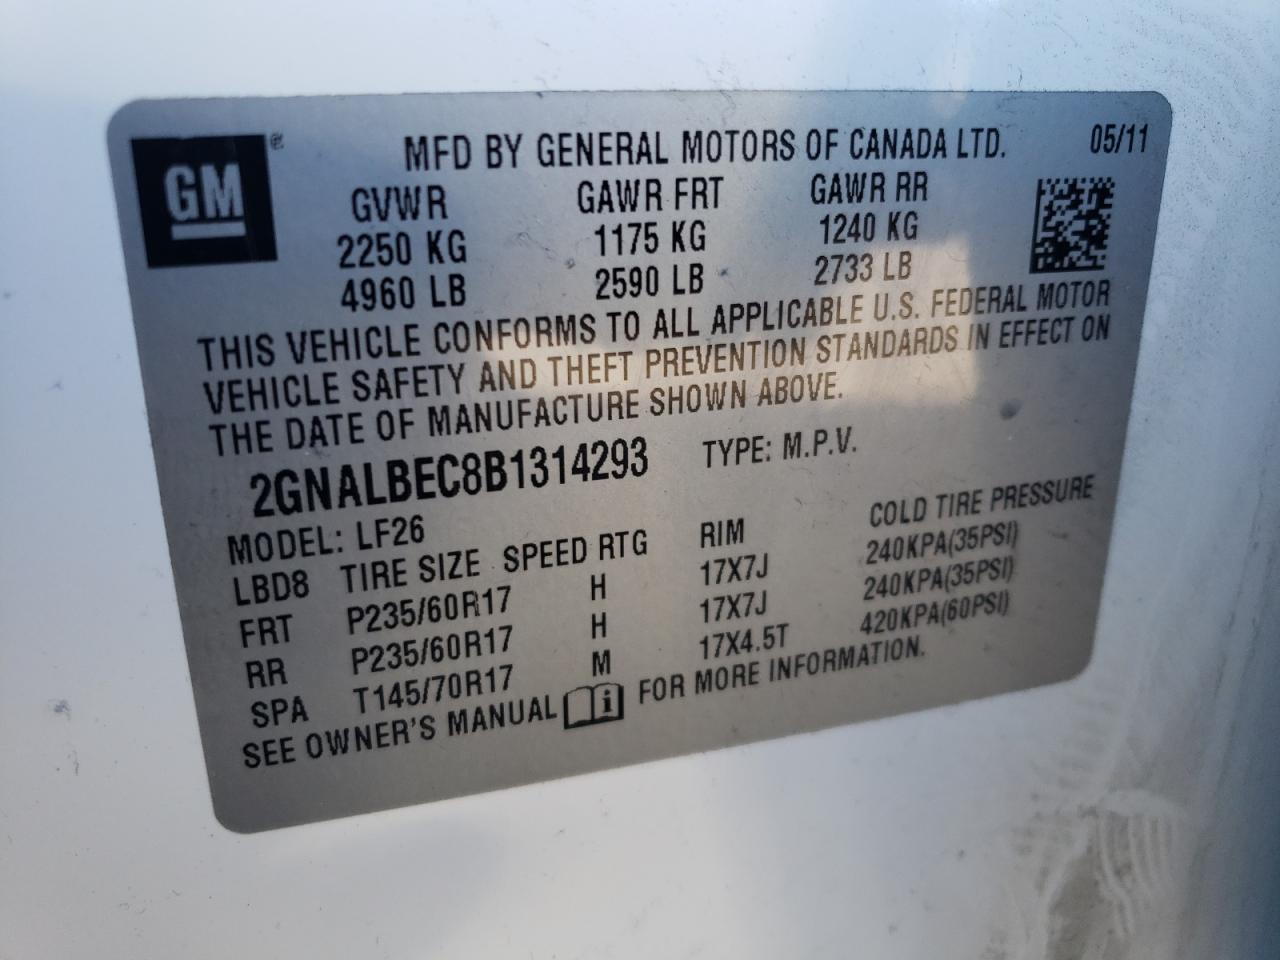 GM
MFD BY GENERAL MOTORS OF CANADA LTD. 05/11
GVWR GAWR FRT GAWR RR
2250 KG 1175 KG 1240 KG
4960 LB 2590 LB 2733 LB
THIS VEHICLE CONFORMS TO ALL APPLICABLE U.S. FEDERAL MOTOR
VEHICLE SAFETY AND THEFT PREVENTION STANDARDS IN EFFECT ON
THE DATE OF MANUFACTURE SHOWN ABOVE.
2GNALBEC8B1314293 TYPE: M.P.V.
MODEL: LF26
LBD8 TIRE SIZE SPEED RTG RIM COLD TIRE PRESSURE
FRT P235/60R17 H 17X7J 240KPA(35PSI)
RR P235/60R17 H 17X7J 240KPA(35PSI)
SPA T145/70R17 M 17X4.5T 420KPA(60PSI)
SEE OWNER'S MANUAL i FOR MORE INFORMATION.